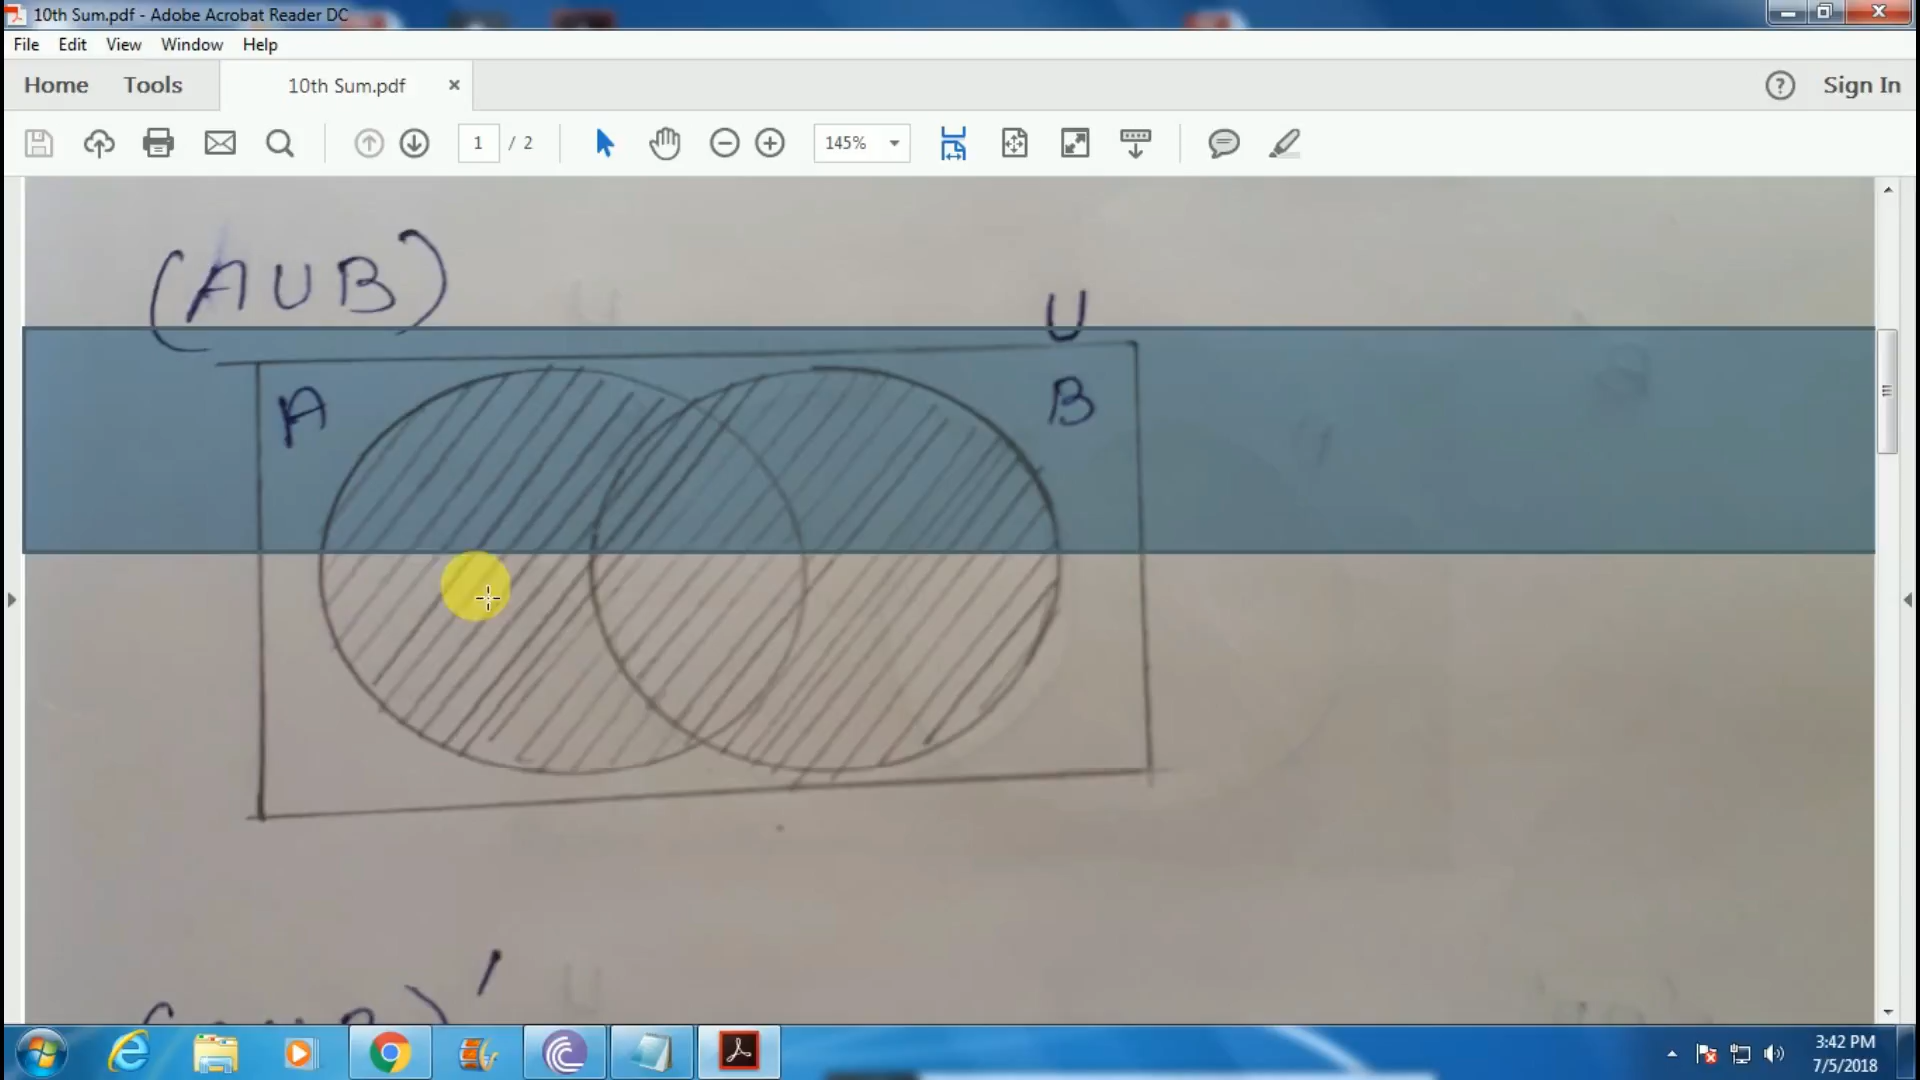 10th Sum.pdf - Adobe Acrobat Reader DC
File Edit View Window Help
Home Tools 10th Sum.pdf × Sign In
1 / 2 145%
(A∪B)
U
A B
(A∪B)'
3:42 PM
7/5/2018